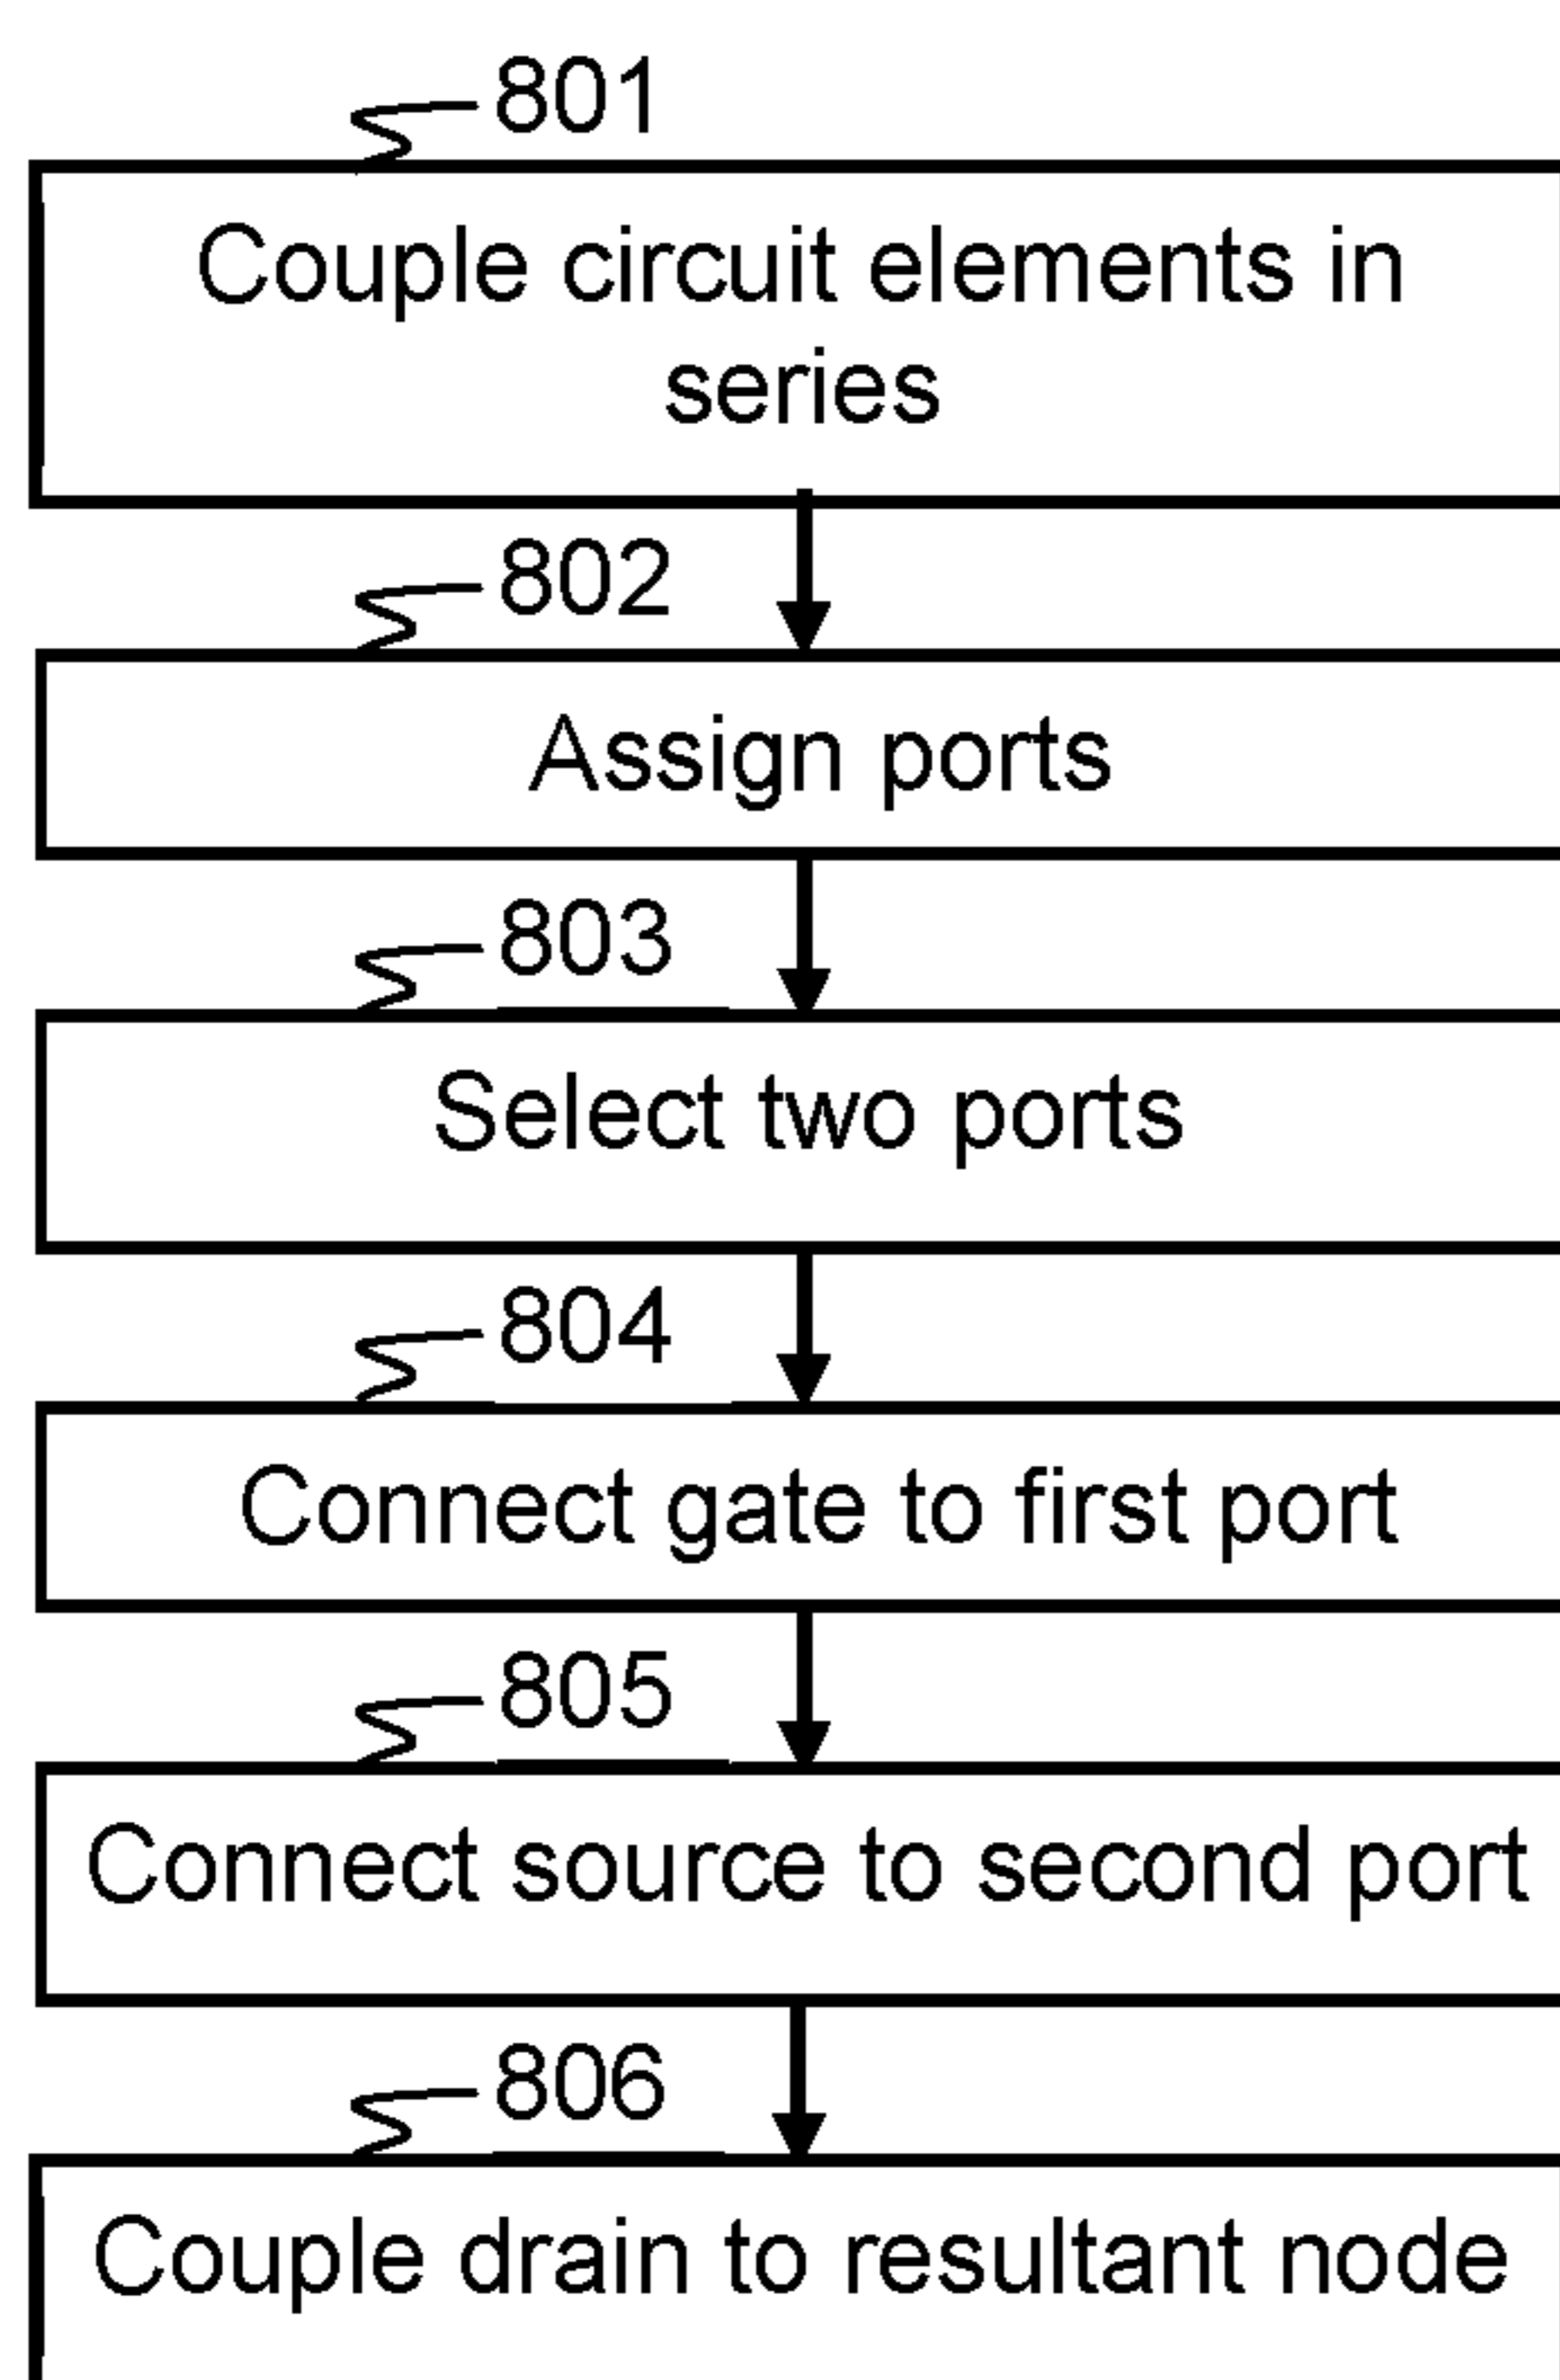 801
Couple circuit elements in
series
802
Assign ports
803
Select two ports
804
Connect gate to first port
805
Connect source to second port
806
Couple drain to resultant node